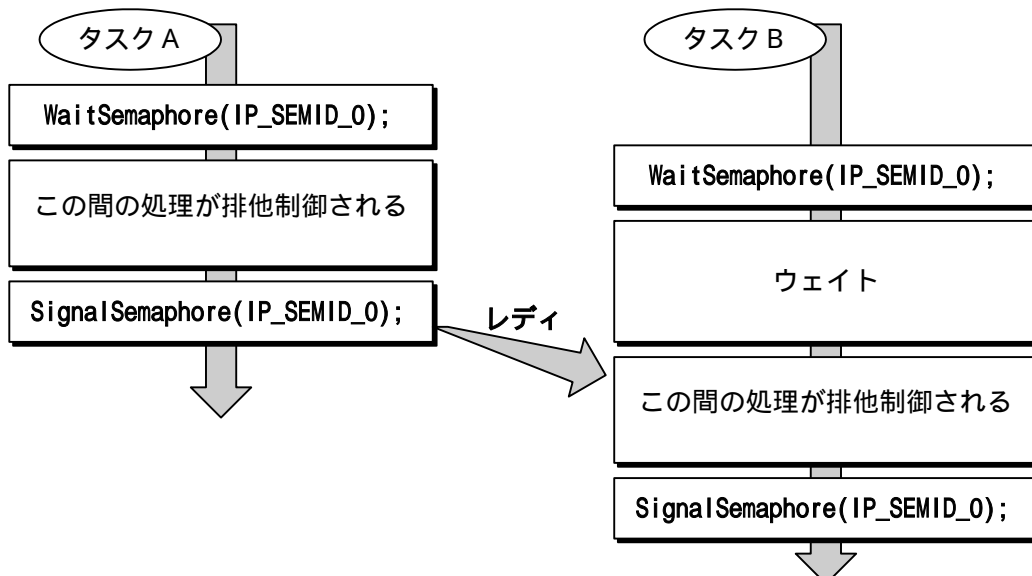 タスクA
WaitSemaphore(IP_SEMID_0);
この間の処理が排他制御される
SignalSemaphore(IP_SEMID_0);
レディ
タスクB
WaitSemaphore(IP_SEMID_0);
ウェイト
この間の処理が排他制御される
SignalSemaphore(IP_SEMID_0);